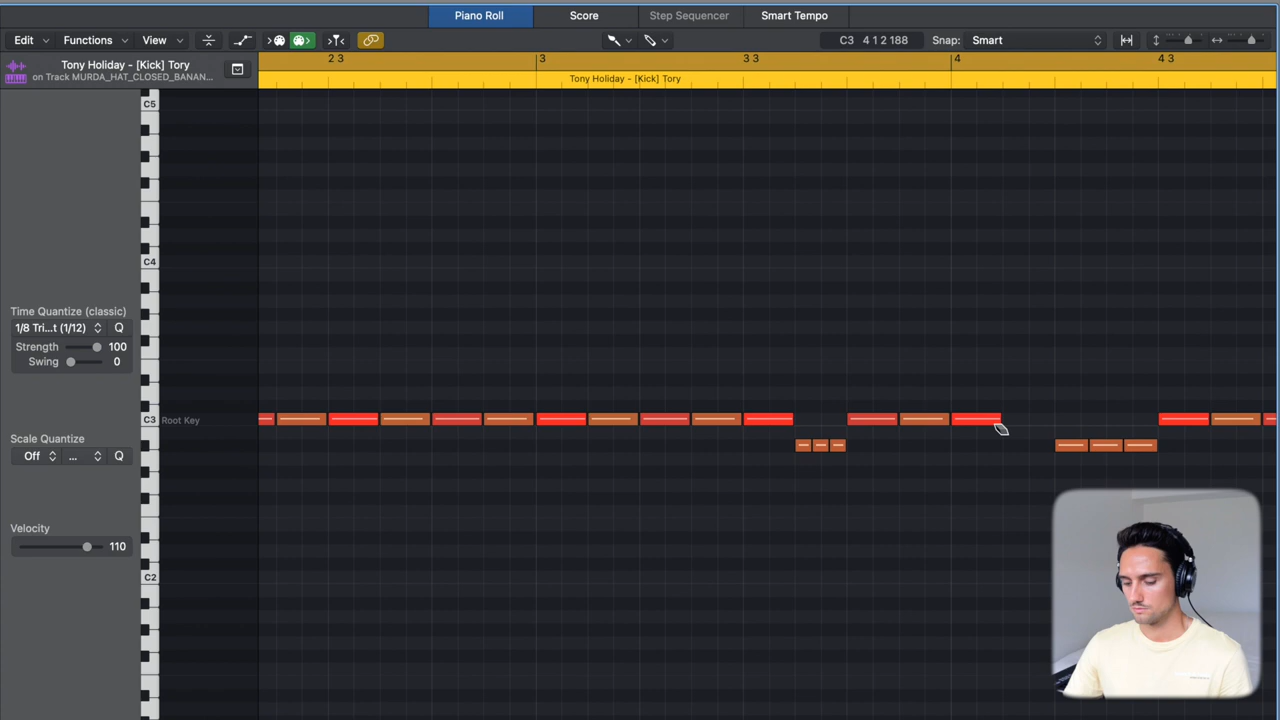 Piano Roll Score Step Sequencer Smart Tempo
Edit Functions View C3 4 1 2 188 Snap: Smart
Tony Holiday - [Kick] Tory
on Track MURDA_HAT_CLOSED_BANAN...
2 3 3 3 3 4 4 3
Tony Holiday - [Kick] Tory
C5
C4
Time Quantize (classic)
1/8 Tri...t (1/12) Q
Strength 100
Swing 0
C3 Root Key
Scale Quantize
Off ... Q
Velocity
110
C2